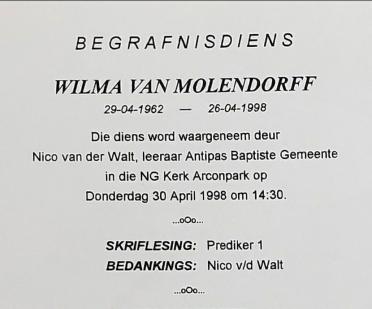 BEGRAFNISDIENS
WILMA VAN MOLENDORFF
29-04-1962 — 26-04-1998
Die diens word waargeneem deur
Nico van der Walt, leeraar Antipas Baptiste Gemeente
in die NG Kerk Arconpark op
Donderdag 30 April 1998 om 14:30.
...oOo...
SKRIFLESING: Prediker 1
BEDANKINGS: Nico v/d Walt
...oOo...